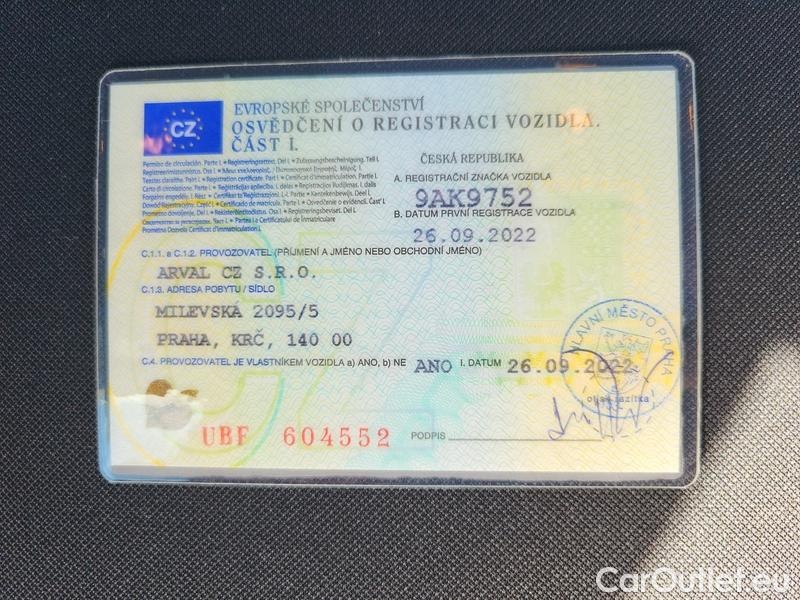 CZ
EVROPSKÉ SPOLEČENSTVÍ
OSVĚDČENÍ O REGISTRACI VOZIDLA.
ČÁST I.
ČESKÁ REPUBLIKA
A. REGISTRAČNÍ ZNAČKA VOZIDLA
9AK9752
B. DATUM PRVNÍ REGISTRACE VOZIDLA
26.09.2022
C.1.1. a C.1.2. PROVOZOVATEL (PŘÍJMENÍ A JMÉNO NEBO OBCHODNÍ JMÉNO)
ARVAL CZ S.R.O.
C.1.3. ADRESA POBYTU / SÍDLO
MILEVSKÁ 2095/5
PRAHA, KRČ, 140 00
C.4. PROVOZOVATEL JE VLASTNÍKEM VOZIDLA a) ANO, b) NE ANO I. DATUM 26.09.2022
HLAVNÍ MĚSTO PRAHA
otisk razítka
UBF 604552
PODPIS
CarOutlet.eu